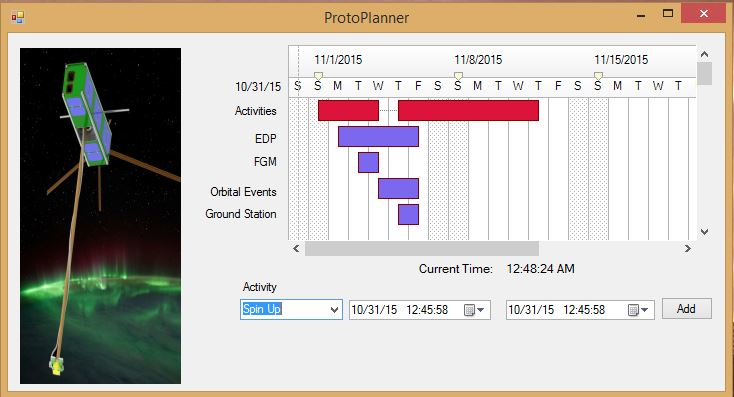 ProtoPlanner
11/1/2015 11/8/2015 11/15/2015
10/31/15 S S M T W T F S S M T W T F S S M T W T
Activities
EDP
FGM
Orbital Events
Ground Station
Current Time: 12:48:24 AM
Activity
Spin Up 10/31/15 12:45:58 10/31/15 12:45:58 Add